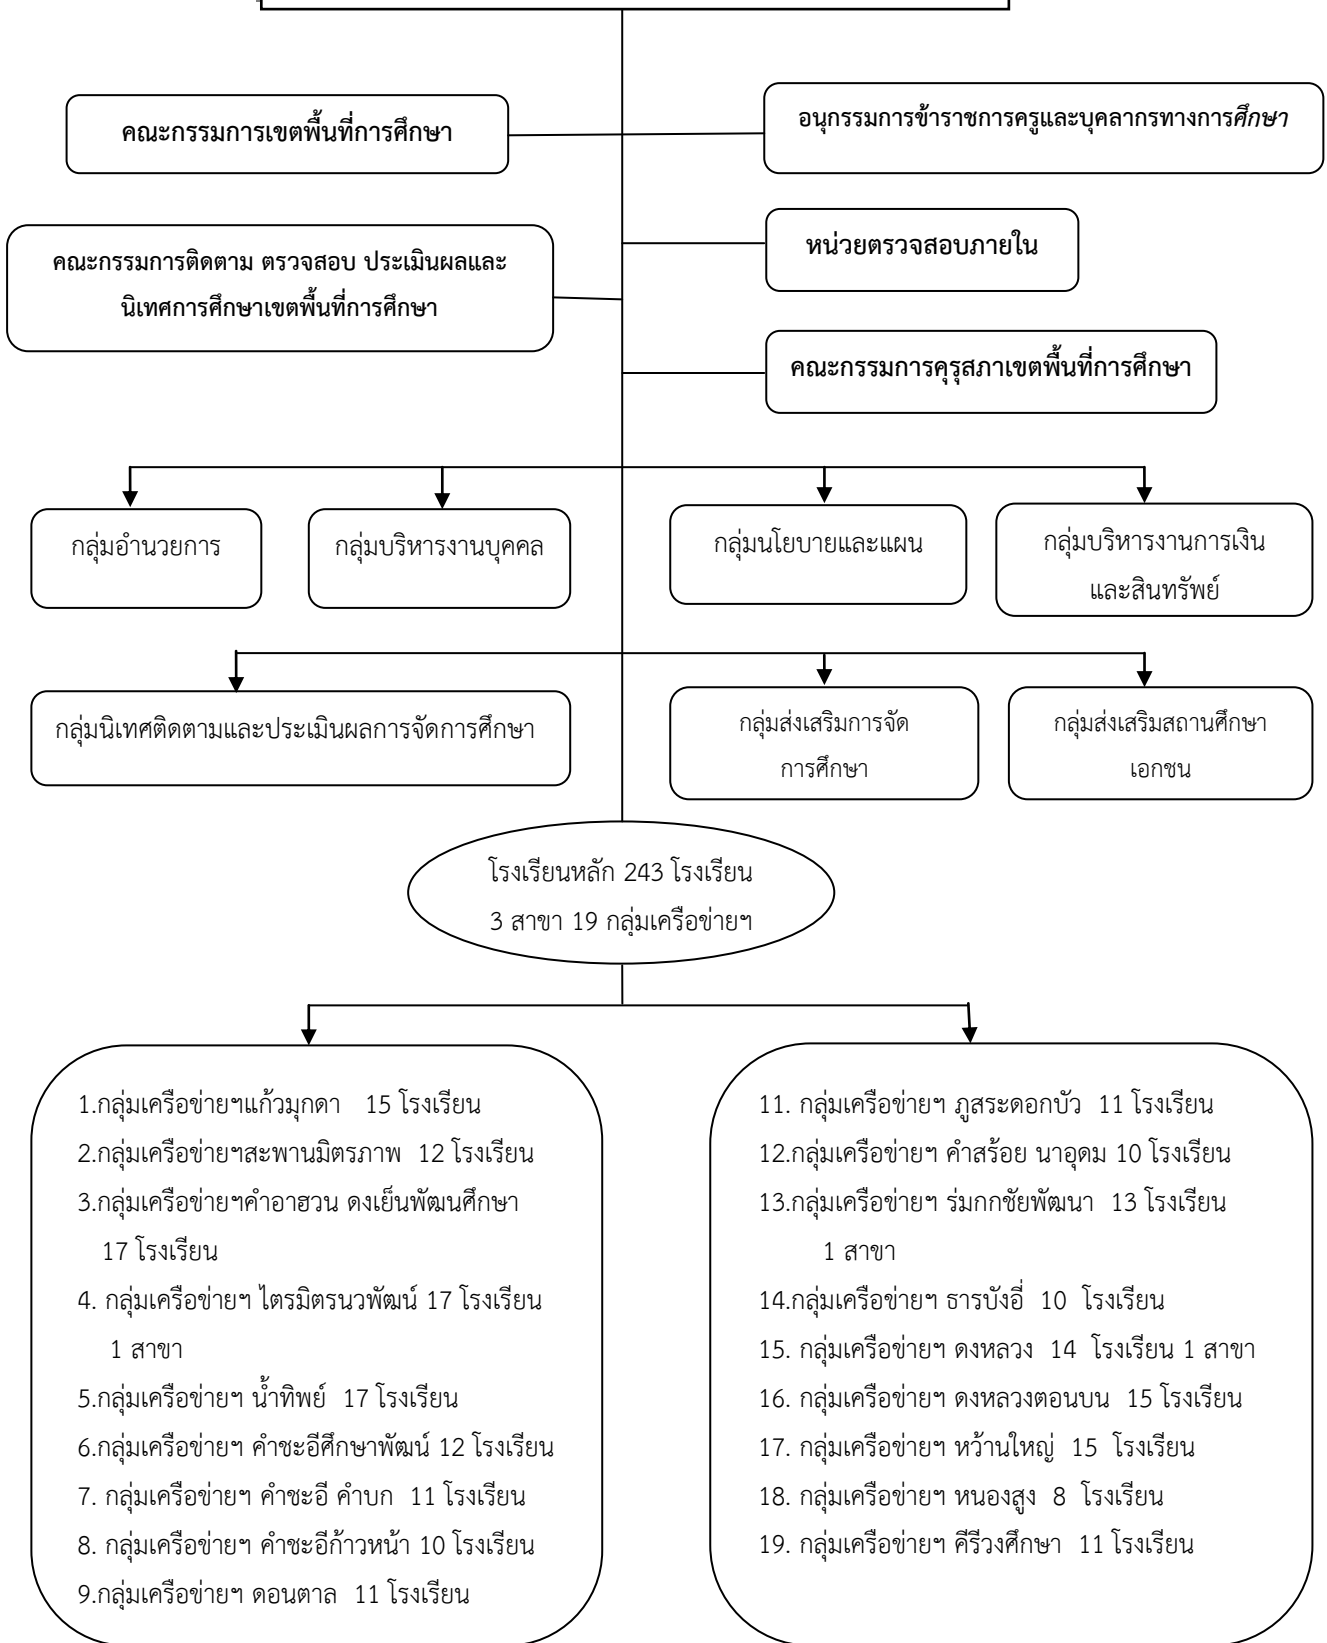 คณะกรรมการเขตพื้นที่การศึกษา
อนุกรรมการข้าราชการครูและบุคลากรทางการศึกษา
หน่วยตรวจสอบภายใน
คณะกรรมการติดตาม ตรวจสอบ ประเมินผลและ
นิเทศการศึกษาเขตพื้นที่การศึกษา
คณะกรรมการคุรุสภาเขตพื้นที่การศึกษา
กลุ่มอำนวยการ
กลุ่มบริหารงานบุคคล
กลุ่มนโยบายและแผน
กลุ่มบริหารงานการเงิน
และสินทรัพย์
กลุ่มนิเทศติดตามและประเมินผลการจัดการศึกษา
กลุ่มส่งเสริมการจัด
การศึกษา
กลุ่มส่งเสริมสถานศึกษา
เอกชน
โรงเรียนหลัก 243 โรงเรียน
3 สาขา 19 กลุ่มเครือข่ายฯ
1.กลุ่มเครือข่ายฯแก้วมุกดา 15 โรงเรียน
2.กลุ่มเครือข่ายฯสะพานมิตรภาพ 12 โรงเรียน
3.กลุ่มเครือข่ายฯคำอาฮวน ดงเย็นพัฒนศึกษา
17 โรงเรียน
4. กลุ่มเครือข่ายฯ ไตรมิตรนวพัฒน์ 17 โรงเรียน
1 สาขา
5.กลุ่มเครือข่ายฯ น้ำทิพย์ 17 โรงเรียน
6.กลุ่มเครือข่ายฯ คำชะอีศึกษาพัฒน์ 12 โรงเรียน
7. กลุ่มเครือข่ายฯ คำชะอี คำบก 11 โรงเรียน
8. กลุ่มเครือข่ายฯ คำชะอีก้าวหน้า 10 โรงเรียน
9.กลุ่มเครือข่ายฯ ดอนตาล 11 โรงเรียน
11. กลุ่มเครือข่ายฯ ภูสระดอกบัว 11 โรงเรียน
12.กลุ่มเครือข่ายฯ คำสร้อย นาอุดม 10 โรงเรียน
13.กลุ่มเครือข่ายฯ ร่มกกชัยพัฒนา 13 โรงเรียน
1 สาขา
14.กลุ่มเครือข่ายฯ ธารบังอี่ 10 โรงเรียน
15. กลุ่มเครือข่ายฯ ดงหลวง 14 โรงเรียน 1 สาขา
16. กลุ่มเครือข่ายฯ ดงหลวงตอนบน 15 โรงเรียน
17. กลุ่มเครือข่ายฯ หว้านใหญ่ 15 โรงเรียน
18. กลุ่มเครือข่ายฯ หนองสูง 8 โรงเรียน
19. กลุ่มเครือข่ายฯ คีรีวงศึกษา 11 โรงเรียน